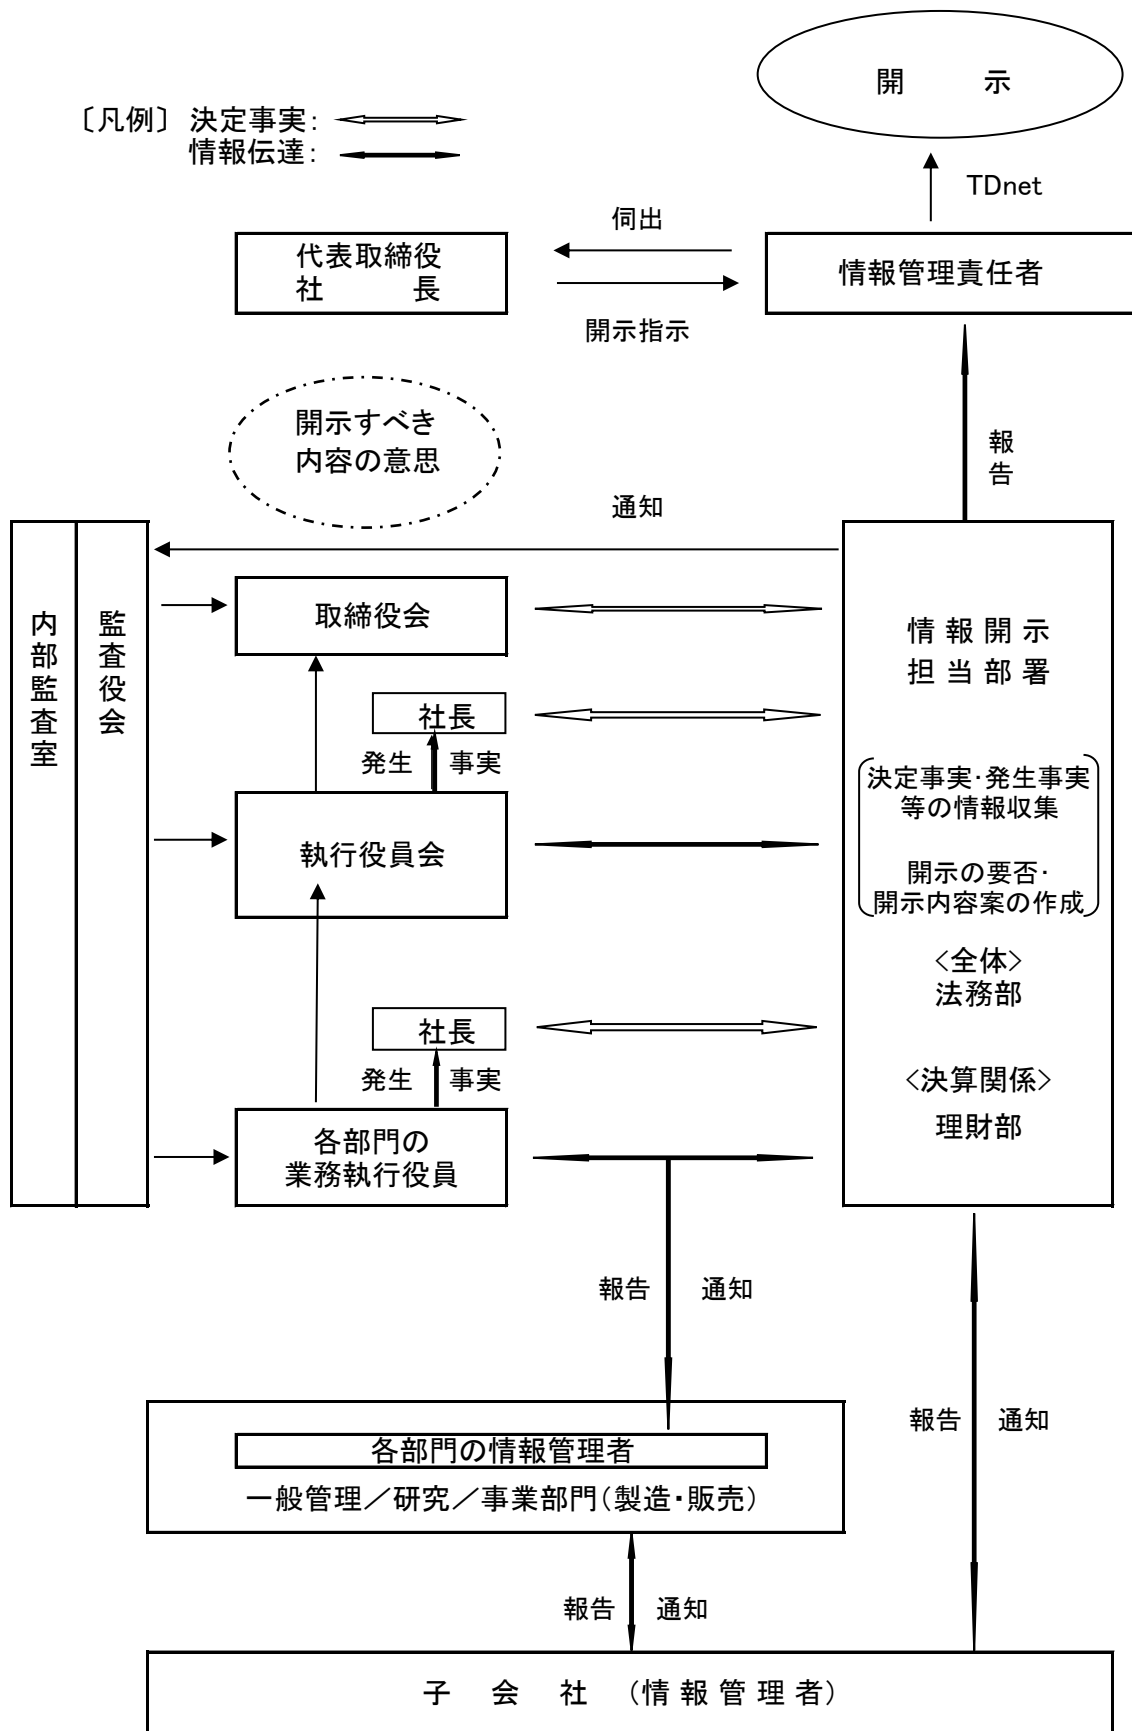 開　示
〔凡例〕 決定事実：
情報伝達：
TDnet
伺出
代表取締役
社　長
情報管理責任者
開示指示
開示すべき
内容の意思
報告
通知
内部監査室
監査役会
取締役会
情報開示
担当部署
社長
発生　事実
決定事実・発生事実
等の情報収集
執行役員会
開示の要否・
開示内容案の作成
<全体>
法務部
社長
発生　事実
<決算関係>
理財部
各部門の
業務執行役員
報告　通知
報告　通知
各部門の情報管理者
一般管理／研究／事業部門（製造・販売）
報告　通知
子会社（情報管理者）